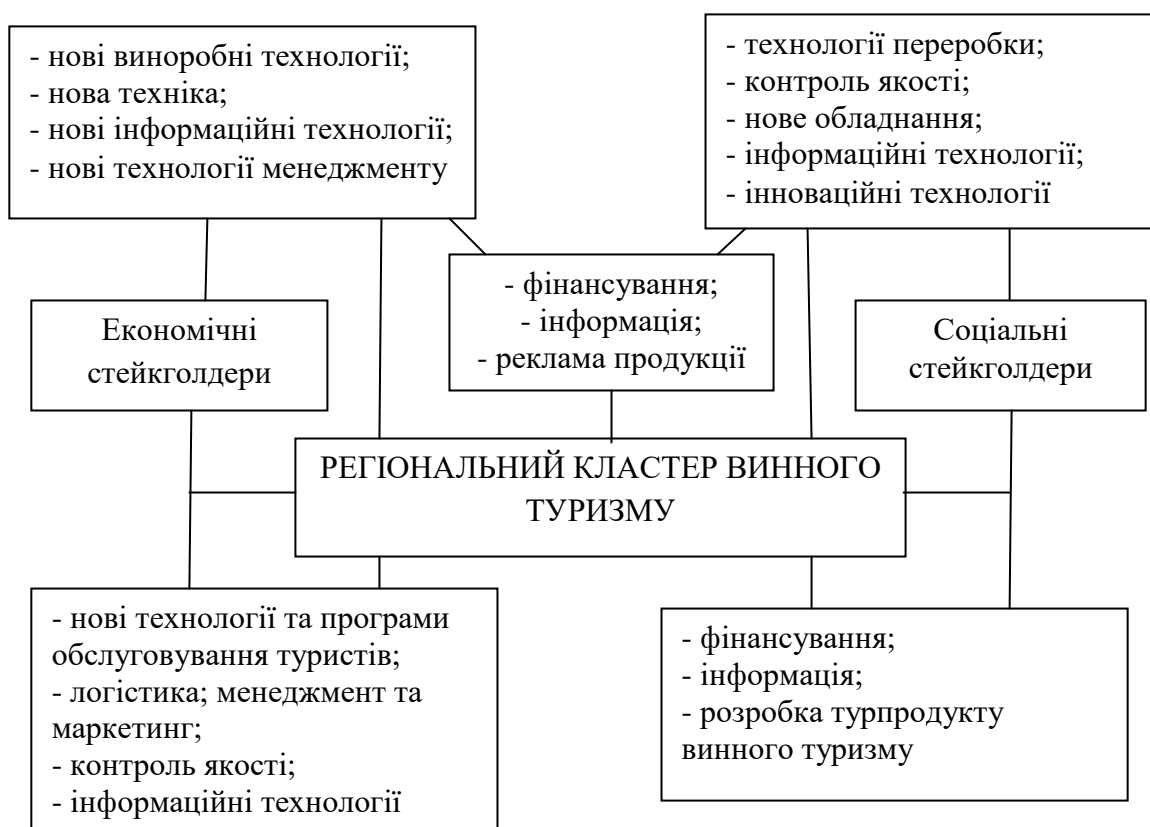 - нові виноробні технології;
- нова техніка;
- нові інформаційні технології;
- нові технології менеджменту
- технології переробки;
- контроль якості;
- нове обладнання;
- інформаційні технології;
- інноваційні технології
- фінансування;
- інформація;
- реклама продукції
Економічні
стейкголдери
Соціальні
стейкголдери
РЕГІОНАЛЬНИЙ КЛАСТЕР ВИННОГО
ТУРИЗМУ
- нові технології та програми
обслуговування туристів;
- логістика; менеджмент та
маркетинг;
- контроль якості;
- інформаційні технології
- фінансування;
- інформація;
- розробка турпродукту
винного туризму